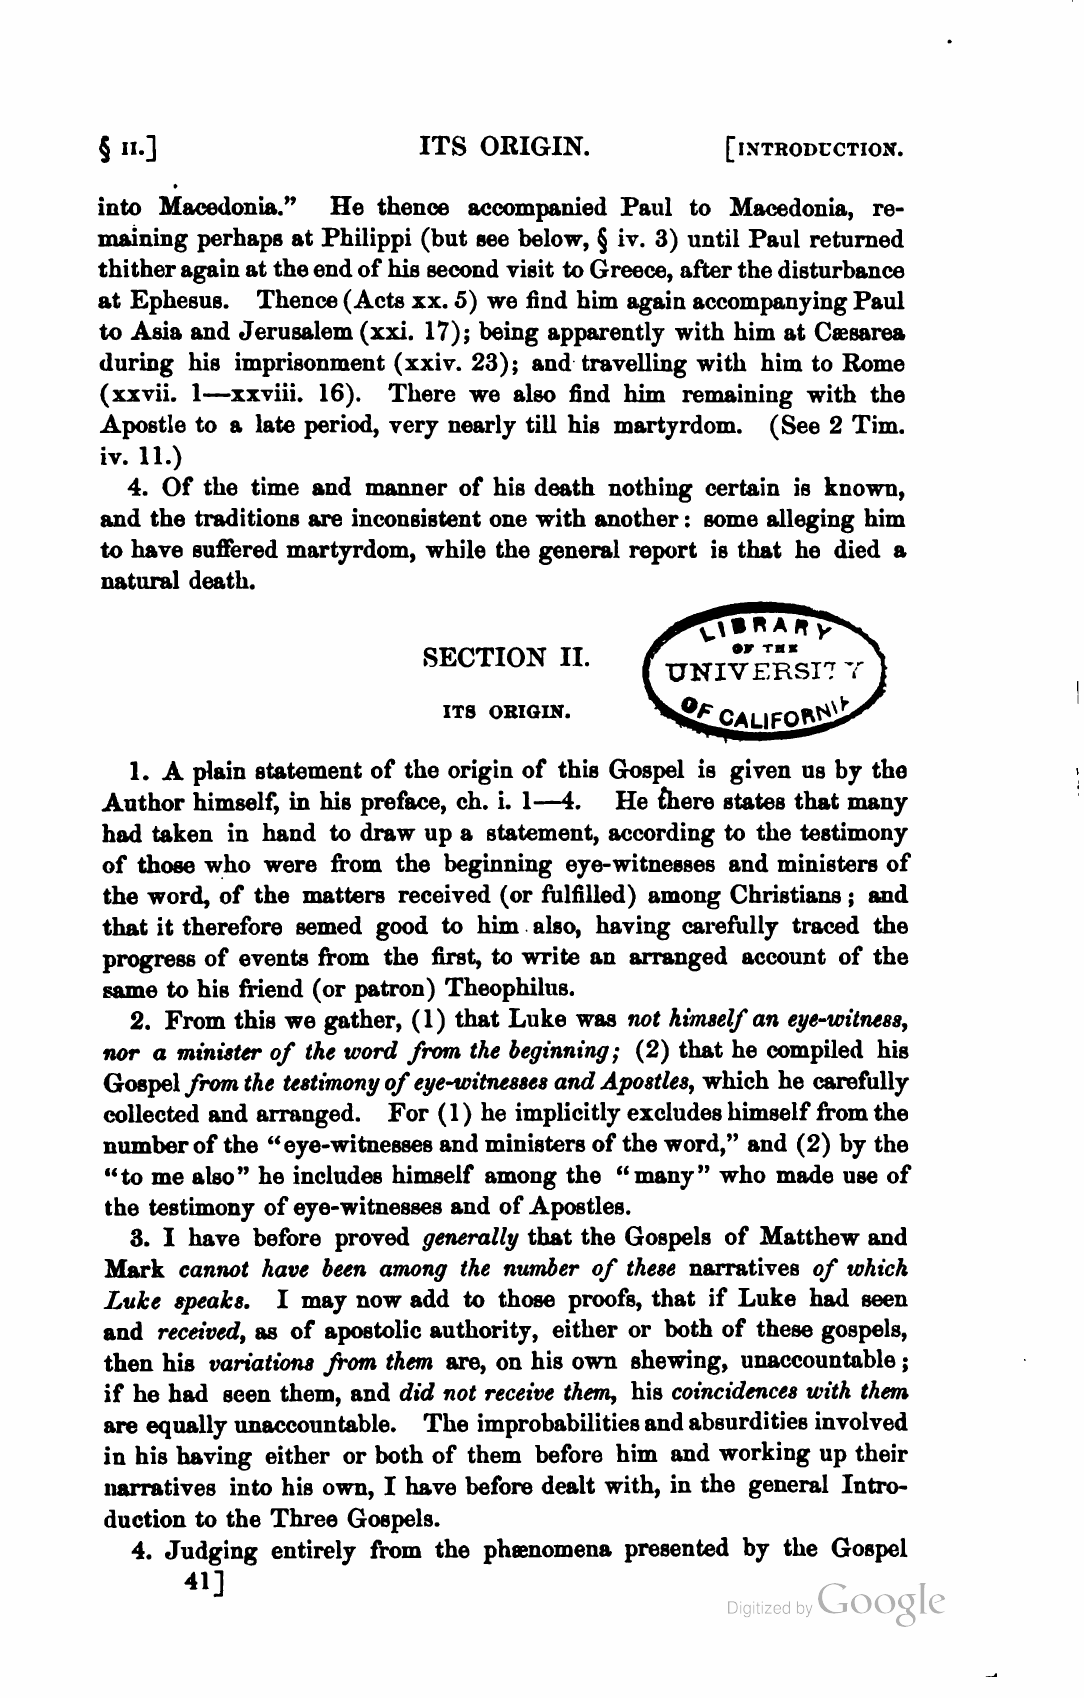 § II.] ITS ORIGIN. [INTRODUCTION.
into Macedonia.” He thence accompanied Paul to Macedonia, re-
maining perhaps at Philippi (but see below, § iv. 3) until Paul returned
thither again at the end of his second visit to Greece, after the disturbance
at Ephesus. Thence (Acts xx. 5) we find him again accompanying Paul
to Asia and Jerusalem (xxi. 17); being apparently with him at Cæsarea
during his imprisonment (xxiv. 23); and travelling with him to Rome
(xxvii. 1—xxviii. 16). There we also find him remaining with the
Apostle to a late period, very nearly till his martyrdom. (See 2 Tim.
iv. 11.)
4. Of the time and manner of his death nothing certain is known,
and the traditions are inconsistent one with another: some alleging him
to have suffered martyrdom, while the general report is that he died a
natural death.
LIBRARY
OF THE
UNIVERSITY
OF CALIFORNIA
SECTION II.
ITS ORIGIN.
1. A plain statement of the origin of this Gospel is given us by the
Author himself, in his preface, ch. i. 1—4. He there states that many
had taken in hand to draw up a statement, according to the testimony
of those who were from the beginning eye-witnesses and ministers of
the word, of the matters received (or fulfilled) among Christians; and
that it therefore semed good to him also, having carefully traced the
progress of events from the first, to write an arranged account of the
same to his friend (or patron) Theophilus.
2. From this we gather, (1) that Luke was not himself an eye-witness,
nor a minister of the word from the beginning; (2) that he compiled his
Gospel from the testimony of eye-witnesses and Apostles, which he carefully
collected and arranged. For (1) he implicitly excludes himself from the
number of the “eye-witnesses and ministers of the word,” and (2) by the
“to me also” he includes himself among the “many” who made use of
the testimony of eye-witnesses and of Apostles.
3. I have before proved generally that the Gospels of Matthew and
Mark cannot have been among the number of these narratives of which
Luke speaks. I may now add to those proofs, that if Luke had seen
and received, as of apostolic authority, either or both of these gospels,
then his variations from them are, on his own shewing, unaccountable;
if he had seen them, and did not receive them, his coincidences with them
are equally unaccountable. The improbabilities and absurdities involved
in his having either or both of them before him and working up their
narratives into his own, I have before dealt with, in the general Intro-
duction to the Three Gospels.
4. Judging entirely from the phænomena presented by the Gospel
41]
Digitized by Google